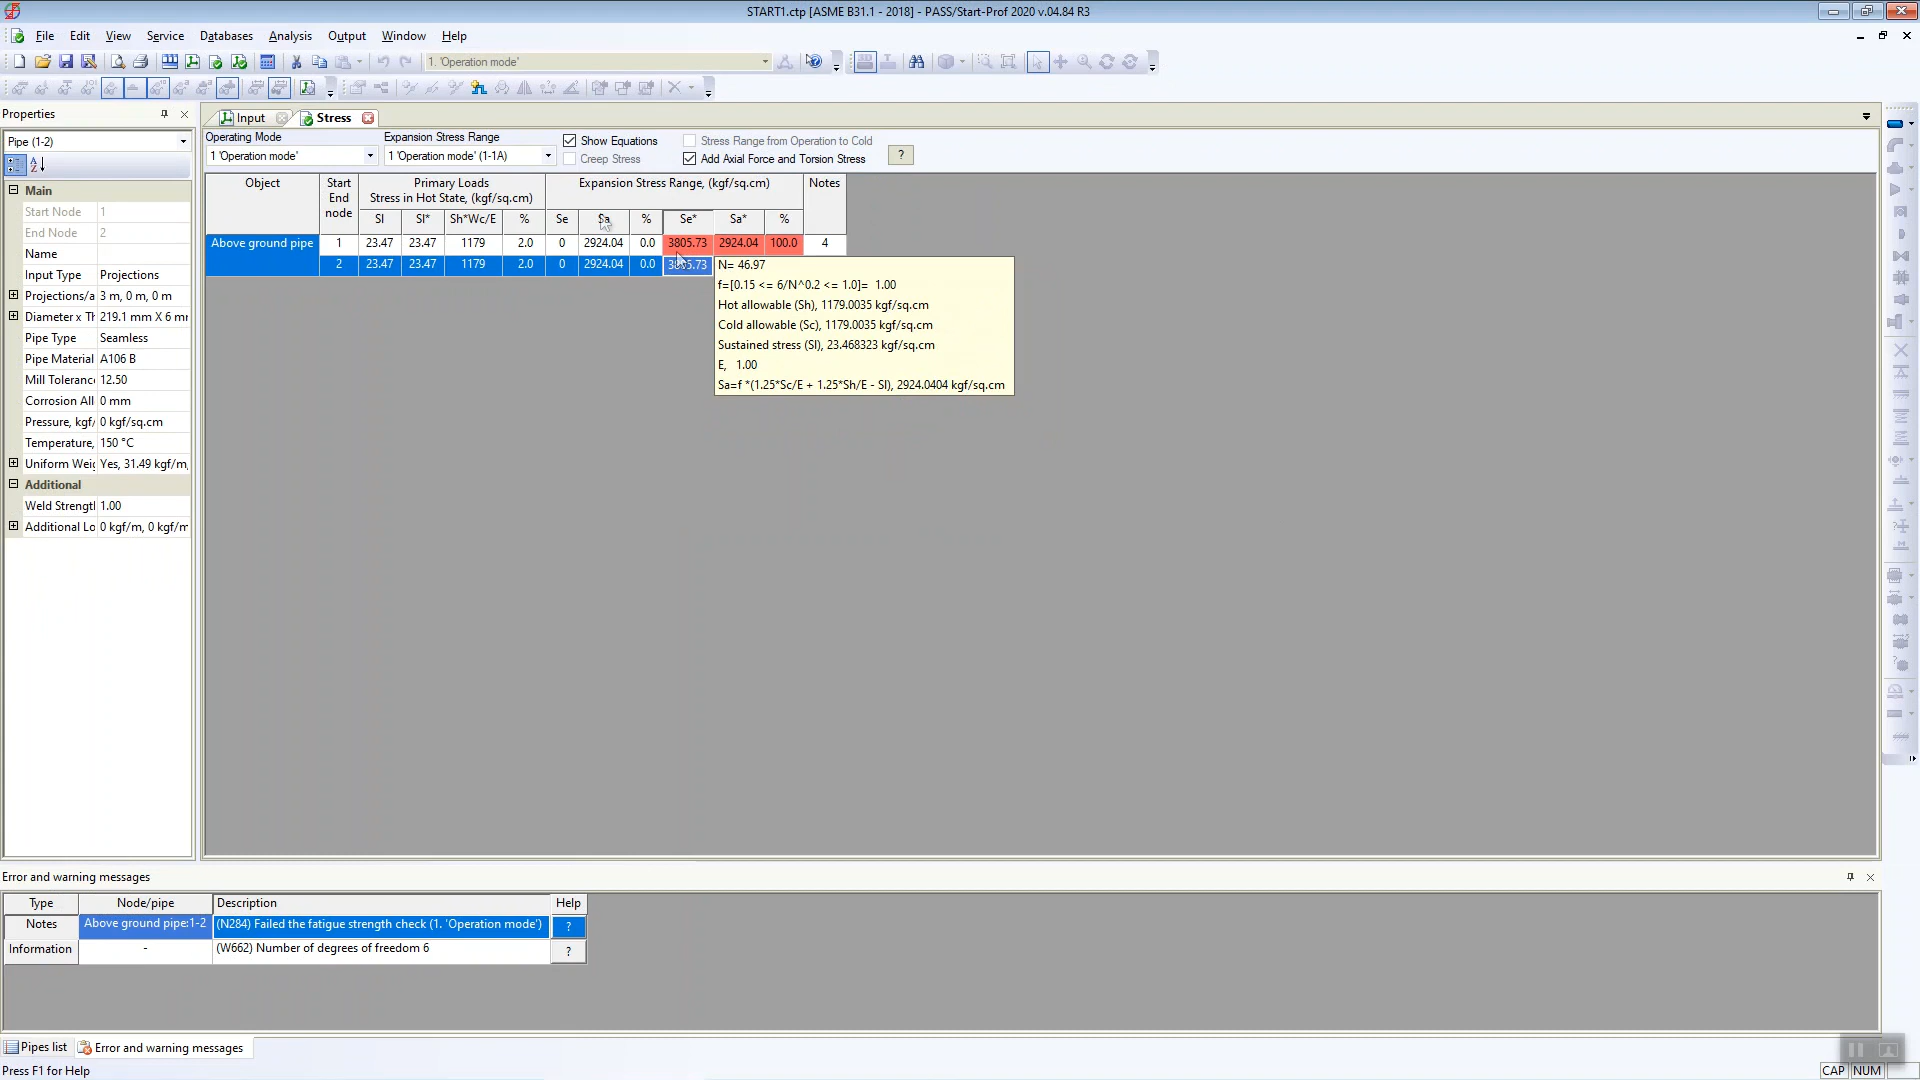 START1.ctp [ASME B31.1 - 2018] - PASS/Start-Prof 2020 v.04.84 R3
File Edit View Service Databases Analysis Output Window Help
1. 'Operation mode'
Properties
Pipe (1-2)
Main
Start Node 1
End Node 2
Name
Input Type Projections
Projections/a 3 m, 0 m, 0 m
Diameter x Th 219.1 mm X 6 mm
Pipe Type Seamless
Pipe Material A106 B
Mill Toleranc 12.50
Corrosion All 0 mm
Pressure, kgf/ 0 kgf/sq.cm
Temperature, 150 °C
Uniform Weig Yes, 31.49 kgf/m,
Additional
Weld Strengtl 1.00
Additional Lo 0 kgf/m, 0 kgf/m
Input Stress
Operating Mode Expansion Stress Range
1 'Operation mode' 1 'Operation mode' (1-1A)
Show Equations Stress Range from Operation to Cold
Creep Stress Add Axial Force and Torsion Stress ?
Object Start End node Primary Loads Stress in Hot State, (kgf/sq.cm) Expansion Stress Range, (kgf/sq.cm) Notes
Sl Sl* Sh*Wc/E % Se Sa % Se* Sa* %
Above ground pipe 1 23.47 23.47 1179 2.0 0 2924.04 0.0 3805.73 2924.04 100.0 4
2 23.47 23.47 1179 2.0 0 2924.04 0.0 3805.73
N= 46.97
f=[0.15 <= 6/N^0.2 <= 1.0]= 1.00
Hot allowable (Sh), 1179.0035 kgf/sq.cm
Cold allowable (Sc), 1179.0035 kgf/sq.cm
Sustained stress (Sl), 23.468323 kgf/sq.cm
E, 1.00
Sa=f *(1.25*Sc/E + 1.25*Sh/E - Sl), 2924.0404 kgf/sq.cm
Error and warning messages
Type Node/pipe Description Help
Notes Above ground pipe:1-2 (N284) Failed the fatigue strength check (1. 'Operation mode') ?
Information - (W662) Number of degrees of freedom 6 ?
Pipes list Error and warning messages
Press F1 for Help CAP NUM